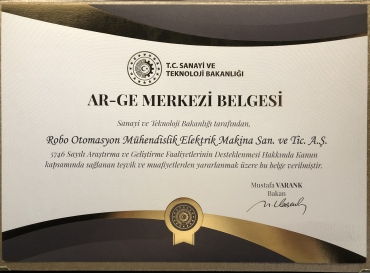 T.C. SANAYİ VE
TEKNOLOJİ BAKANLIĞI
AR-GE MERKEZİ BELGESİ
Sanayi ve Teknoloji Bakanlığı tarafından,
Robo Otomasyon Mühendislik Elektrik Makina San. ve Tic. A.Ş.
5746 Sayılı Araştırma ve Geliştirme Faaliyetlerinin Desteklenmesi Hakkında Kanun
kapsamında sağlanan teşvik ve muafiyetlerden yararlanmak üzere bu belge verilmiştir.
Mustafa VARANK
Bakan